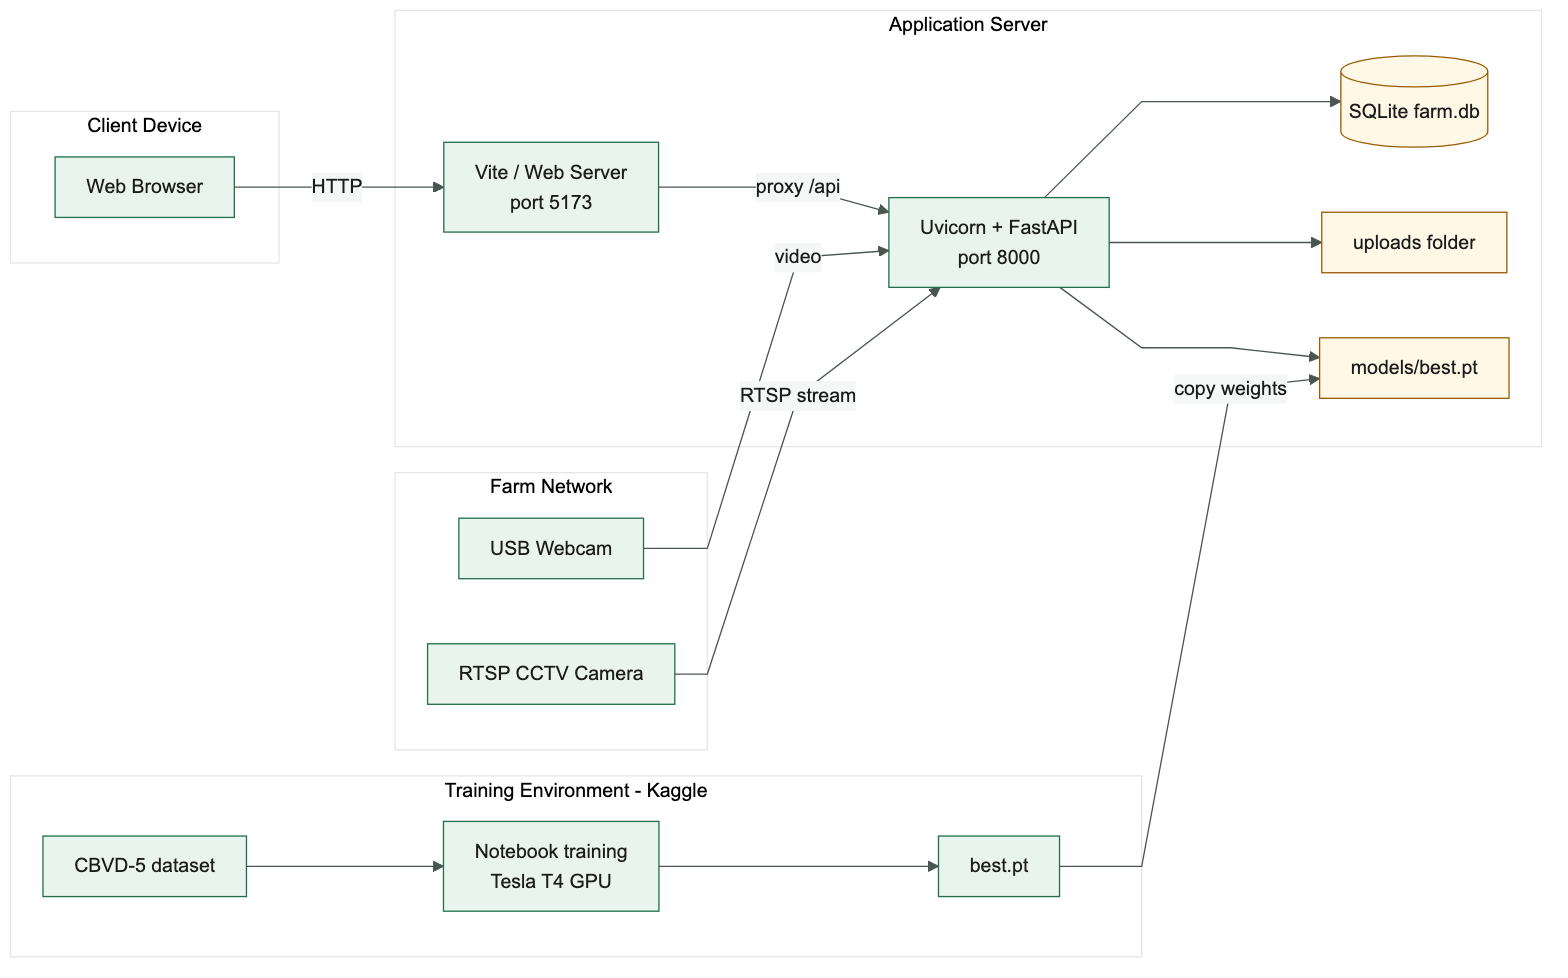 Application Server
SQLite farm.db
Client Device
Web Browser
HTTP
Vite / Web Server
port 5173
proxy /api
Uvicorn + FastAPI
port 8000
uploads folder
video
models/best.pt
copy weights
RTSP stream
Farm Network
USB Webcam
RTSP CCTV Camera
Training Environment - Kaggle
CBVD-5 dataset
Notebook training
Tesla T4 GPU
best.pt